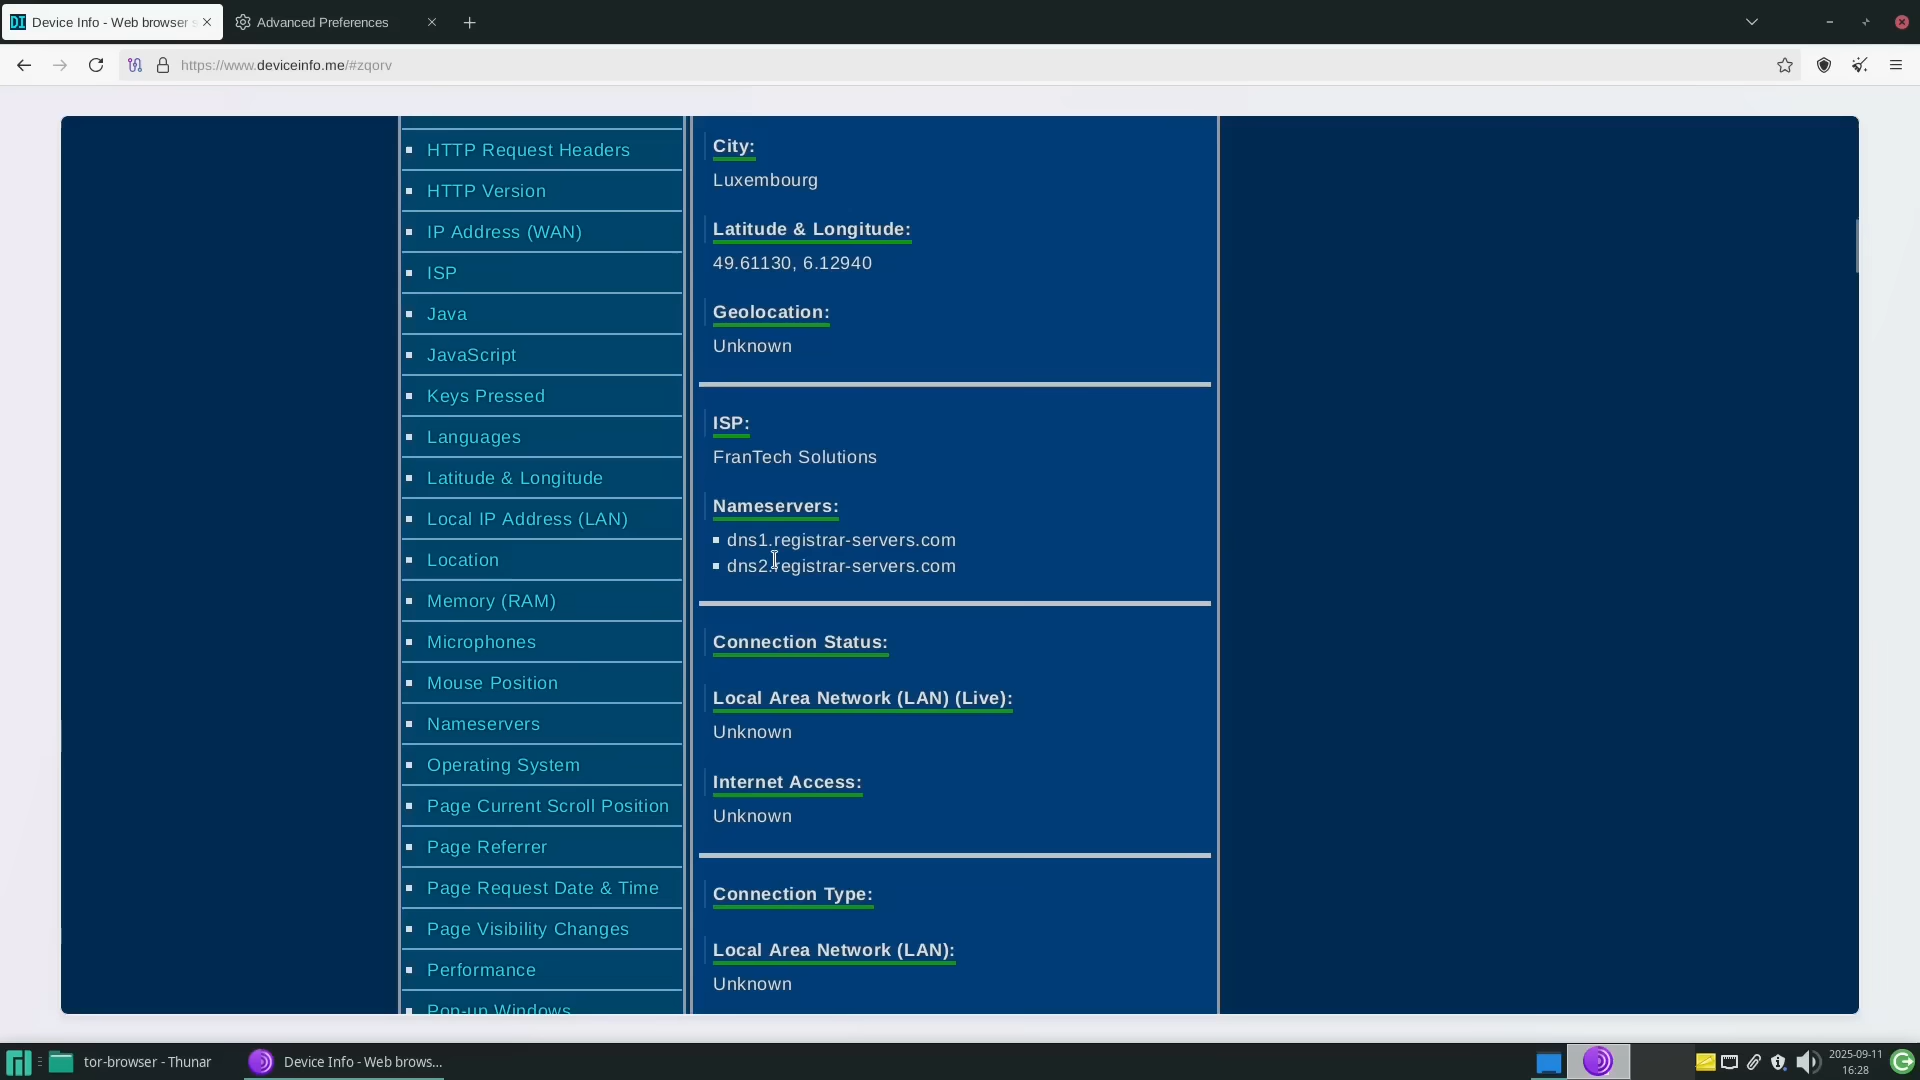 Device Info - Web browser s
Advanced Preferences
https://www.deviceinfo.me/#zqorv
HTTP Request Headers
HTTP Version
IP Address (WAN)
ISP
Java
JavaScript
Keys Pressed
Languages
Latitude & Longitude
Local IP Address (LAN)
Location
Memory (RAM)
Microphones
Mouse Position
Nameservers
Operating System
Page Current Scroll Position
Page Referrer
Page Request Date & Time
Page Visibility Changes
Performance
Pop-up Windows
City:
Luxembourg
Latitude & Longitude:
49.61130, 6.12940
Geolocation:
Unknown
ISP:
FranTech Solutions
Nameservers:
dns1.registrar-servers.com
dns2.registrar-servers.com
Connection Status:
Local Area Network (LAN) (Live):
Unknown
Internet Access:
Unknown
Connection Type:
Local Area Network (LAN):
Unknown
tor-browser - Thunar
Device Info - Web brows...
2025-09-11
16:28